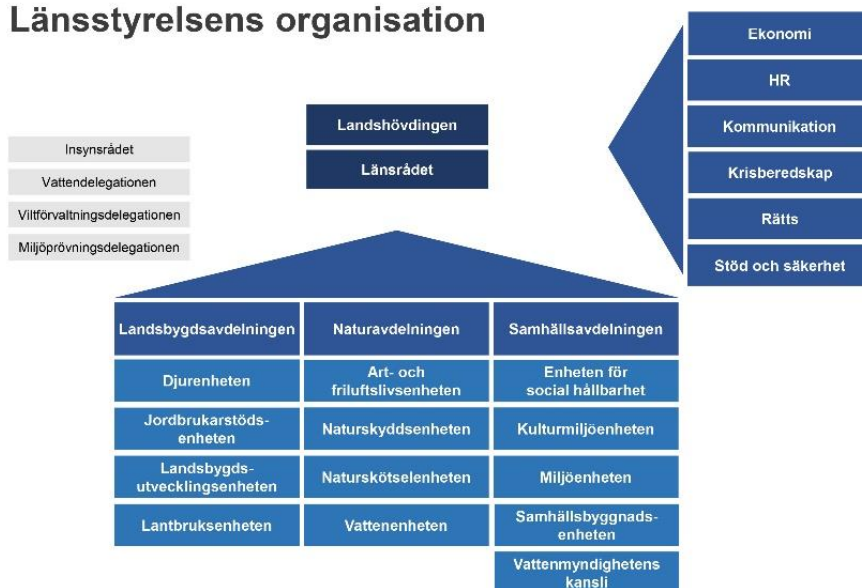 Länsstyrelsens organisation
Landshövdingen
Länsrådet
Insynsrådet
Vattendelegationen
Viltförvaltningsdelegationen
Miljöprövningsdelegationen
Ekonomi
HR
Kommunikation
Krisberedskap
Rätts
Stöd och säkerhet
Landsbygdsavdelningen
Djurenheten
Jordbrukarstöds-
enheten
Landsbygds-
utvecklingsenheten
Lantbruksenheten
Naturavdelningen
Art- och
friluftslivsenheten
Naturskyddsenheten
Naturskötselenheten
Vattenenheten
Samhällsavdelningen
Enheten för
social hållbarhet
Kulturmiljöenheten
Miljöenheten
Samhällsbyggnads-
enheten
Vattenmyndighetens
kansli